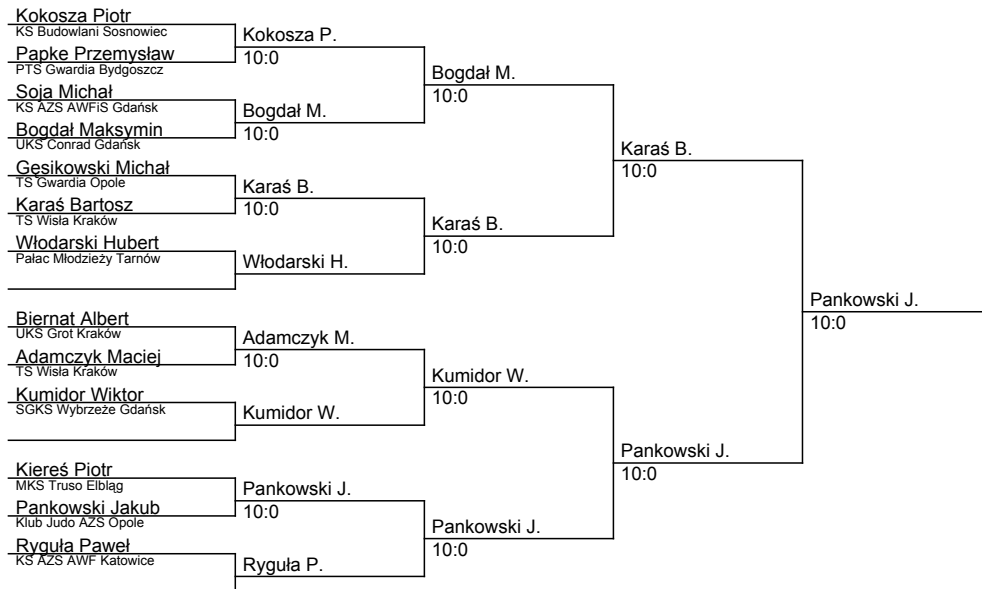 Kokosza Piotr
KS Budowlani Sosnowiec
Papke Przemysław
PTS Gwardia Bydgoszcz
Soja Michał
KS AZS AWFiS Gdańsk
Bogdał Maksymin
UKS Conrad Gdańsk
Gęsikowski Michał
TS Gwardia Opole
Karaś Bartosz
TS Wisła Kraków
Włodarski Hubert
Pałac Młodzieży Tarnów
Biernat Albert
UKS Grot Kraków
Adamczyk Maciej
TS Wisła Kraków
Kumidor Wiktor
SGKS Wybrzeże Gdańsk
Kiereś Piotr
MKS Truso Elbląg
Pankowski Jakub
Klub Judo AZS Opole
Ryguła Paweł
KS AZS AWF Katowice
Kokosza P.
10:0
Bogdał M.
10:0
Karaś B.
10:0
Włodarski H.
Adamczyk M.
10:0
Kumidor W.
Pankowski J.
10:0
Ryguła P.
Bogdał M.
10:0
Karaś B.
10:0
Kumidor W.
10:0
Pankowski J.
10:0
Karaś B.
10:0
Pankowski J.
10:0
Pankowski J.
10:0